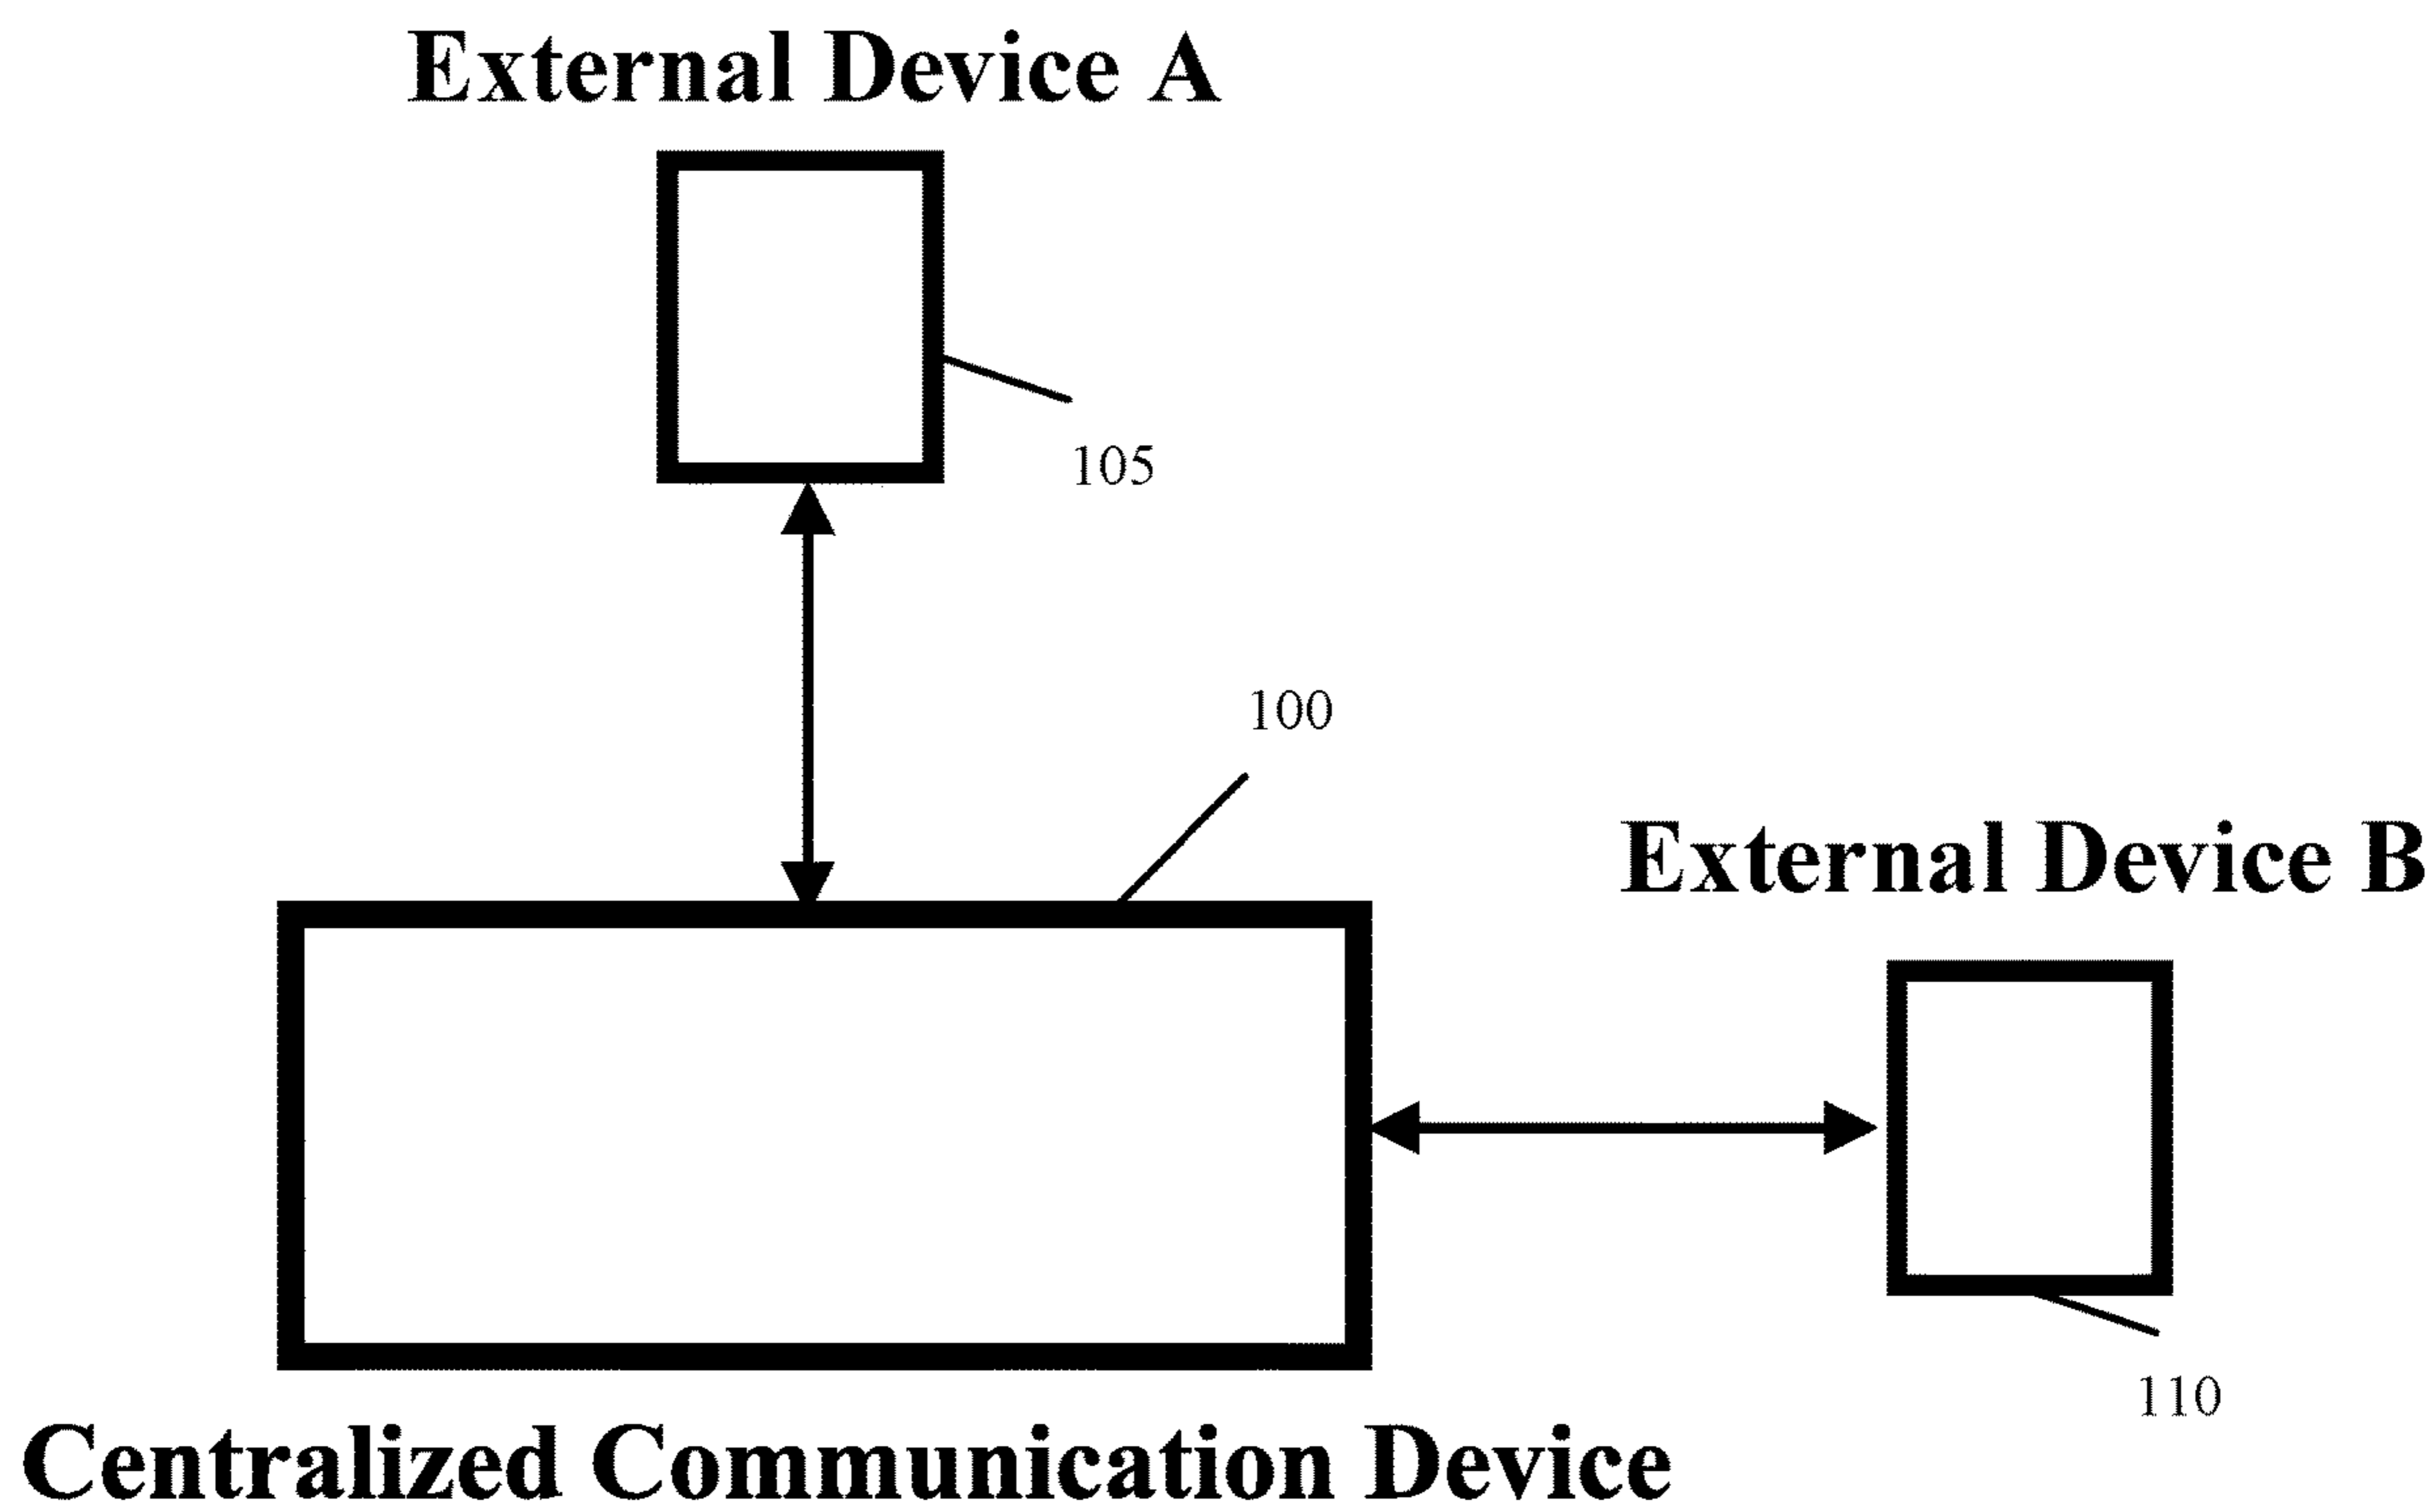 External Device A
105
100
External Device B
110
Centralized Communication Device